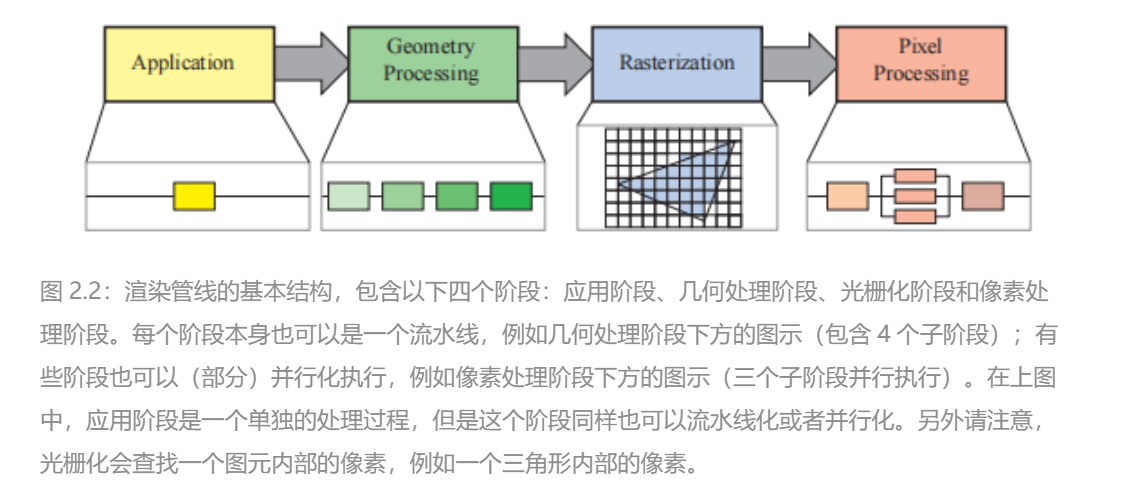 Application
Geometry
Processing
Rasterization
Pixel
Processing
图 2.2：渲染管线的基本结构，包含以下四个阶段：应用阶段、几何处理阶段、光栅化阶段和像素处
理阶段。每个阶段本身也可以是一个流水线，例如几何处理阶段下方的图示（包含 4 个子阶段）；有
些阶段也可以（部分）并行化执行，例如像素处理阶段下方的图示（三个子阶段并行执行）。在上图
中，应用阶段是一个单独的处理过程，但是这个阶段同样也可以流水线化或者并行化。另外请注意，
光栅化会查找一个图元内部的像素，例如一个三角形内部的像素。